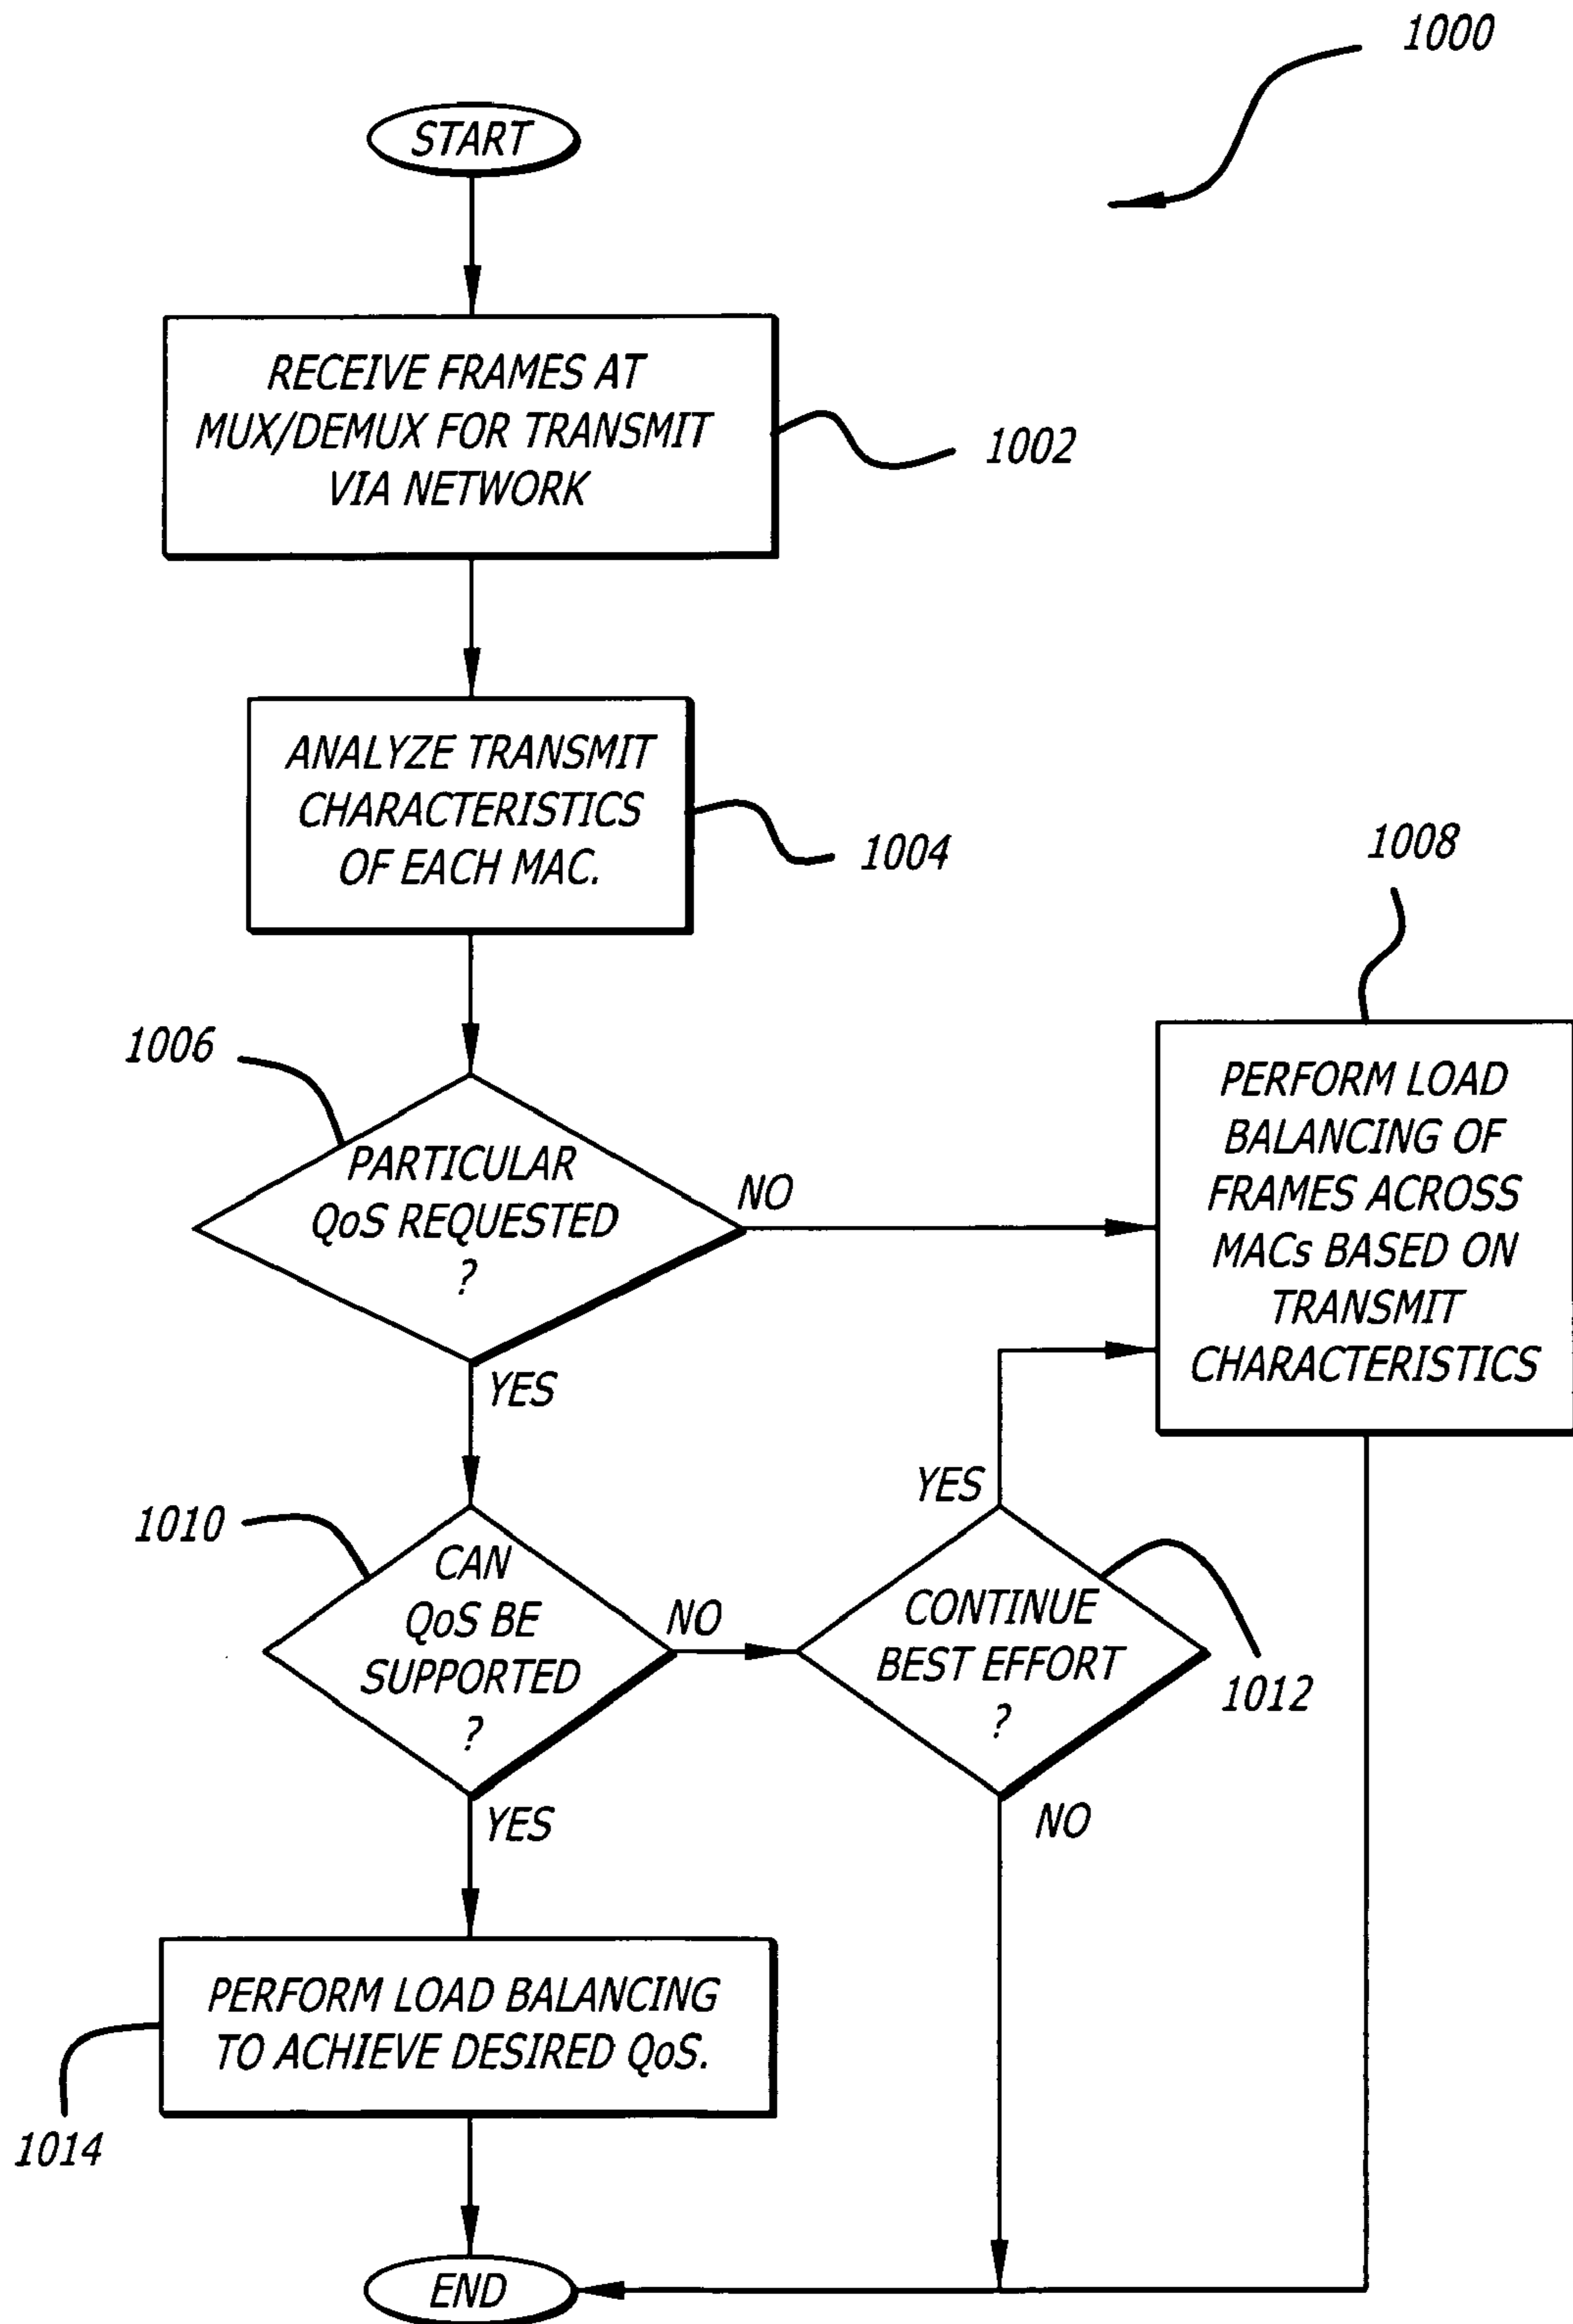 1000
START
RECEIVE FRAMES AT
MUX/DEMUX FOR TRANSMIT
VIA NETWORK
1002
ANALYZE TRANSMIT
CHARACTERISTICS
OF EACH MAC.
1004
1006
PARTICULAR
QoS REQUESTED
?
NO
YES
1008
PERFORM LOAD
BALANCING OF
FRAMES ACROSS
MACs BASED ON
TRANSMIT
CHARACTERISTICS
1010
CAN
QoS BE
SUPPORTED
?
NO
YES
YES
CONTINUE
BEST EFFORT
?
1012
NO
PERFORM LOAD BALANCING
TO ACHIEVE DESIRED QoS.
1014
END